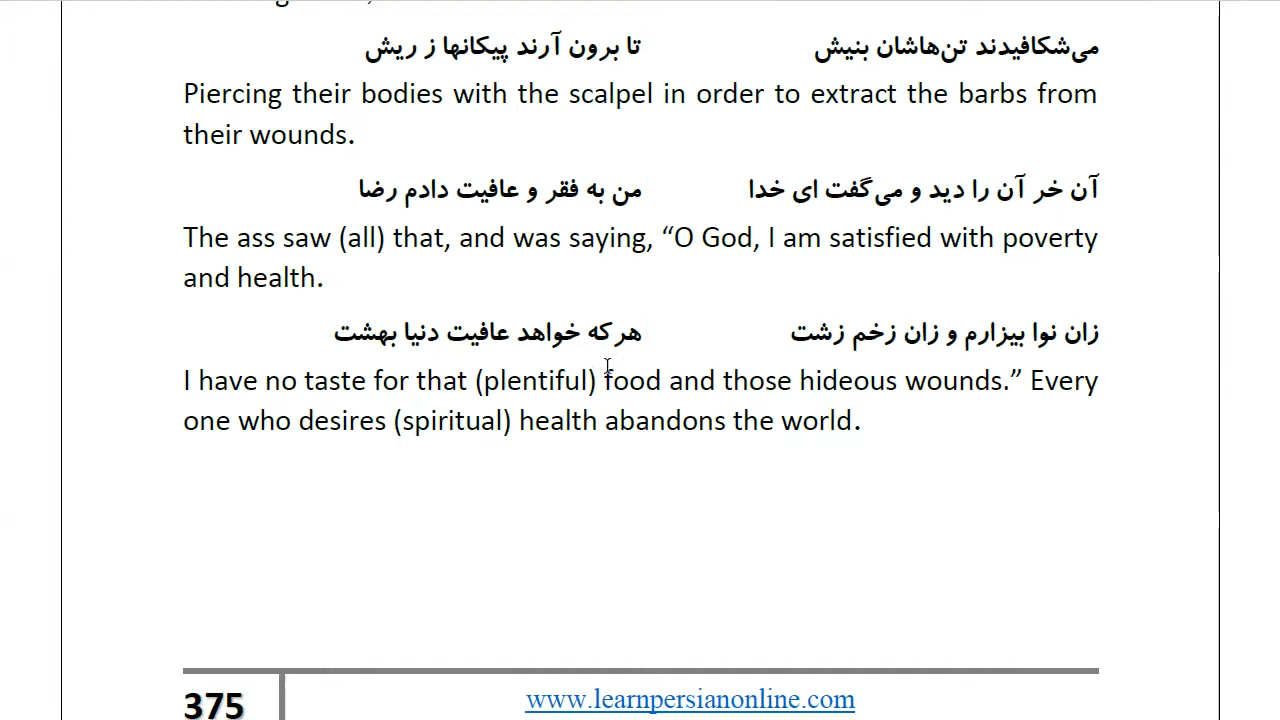 می‌شکافیدند تن‌هاشان بنیش تا برون آرند پیکانها ز ریش
Piercing their bodies with the scalpel in order to extract the barbs from
their wounds.
آن خر آن را دید و می‌گفت ای خدا من به فقر و عافیت دادم رضا
The ass saw (all) that, and was saying, “O God, I am satisfied with poverty
and health.
زان نوا بیزارم و زان زخم زشت هرکه خواهد عافیت دنیا بهشت
I have no taste for that (plentiful) food and those hideous wounds.” Every
one who desires (spiritual) health abandons the world.
375 www.learnpersianonline.com